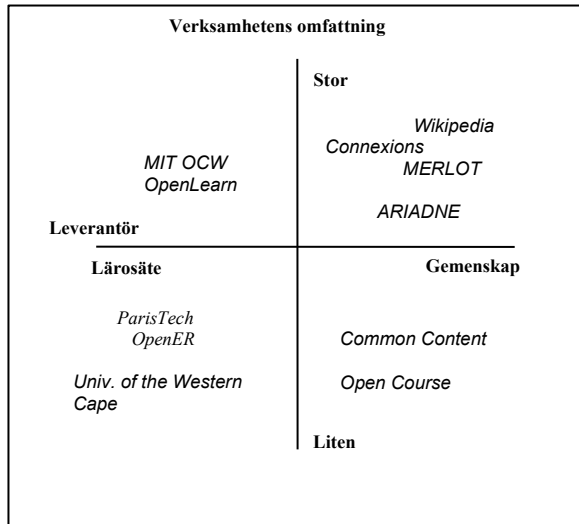 Verksamhetens omfattning
Stor
Wikipedia
Connexions
MERLOT
MIT OCW
OpenLearn
ARIADNE
Leverantör
Lärosäte
Gemenskap
ParisTech
OpenER
Common Content
Univ. of the Western
Cape
Open Course
Liten